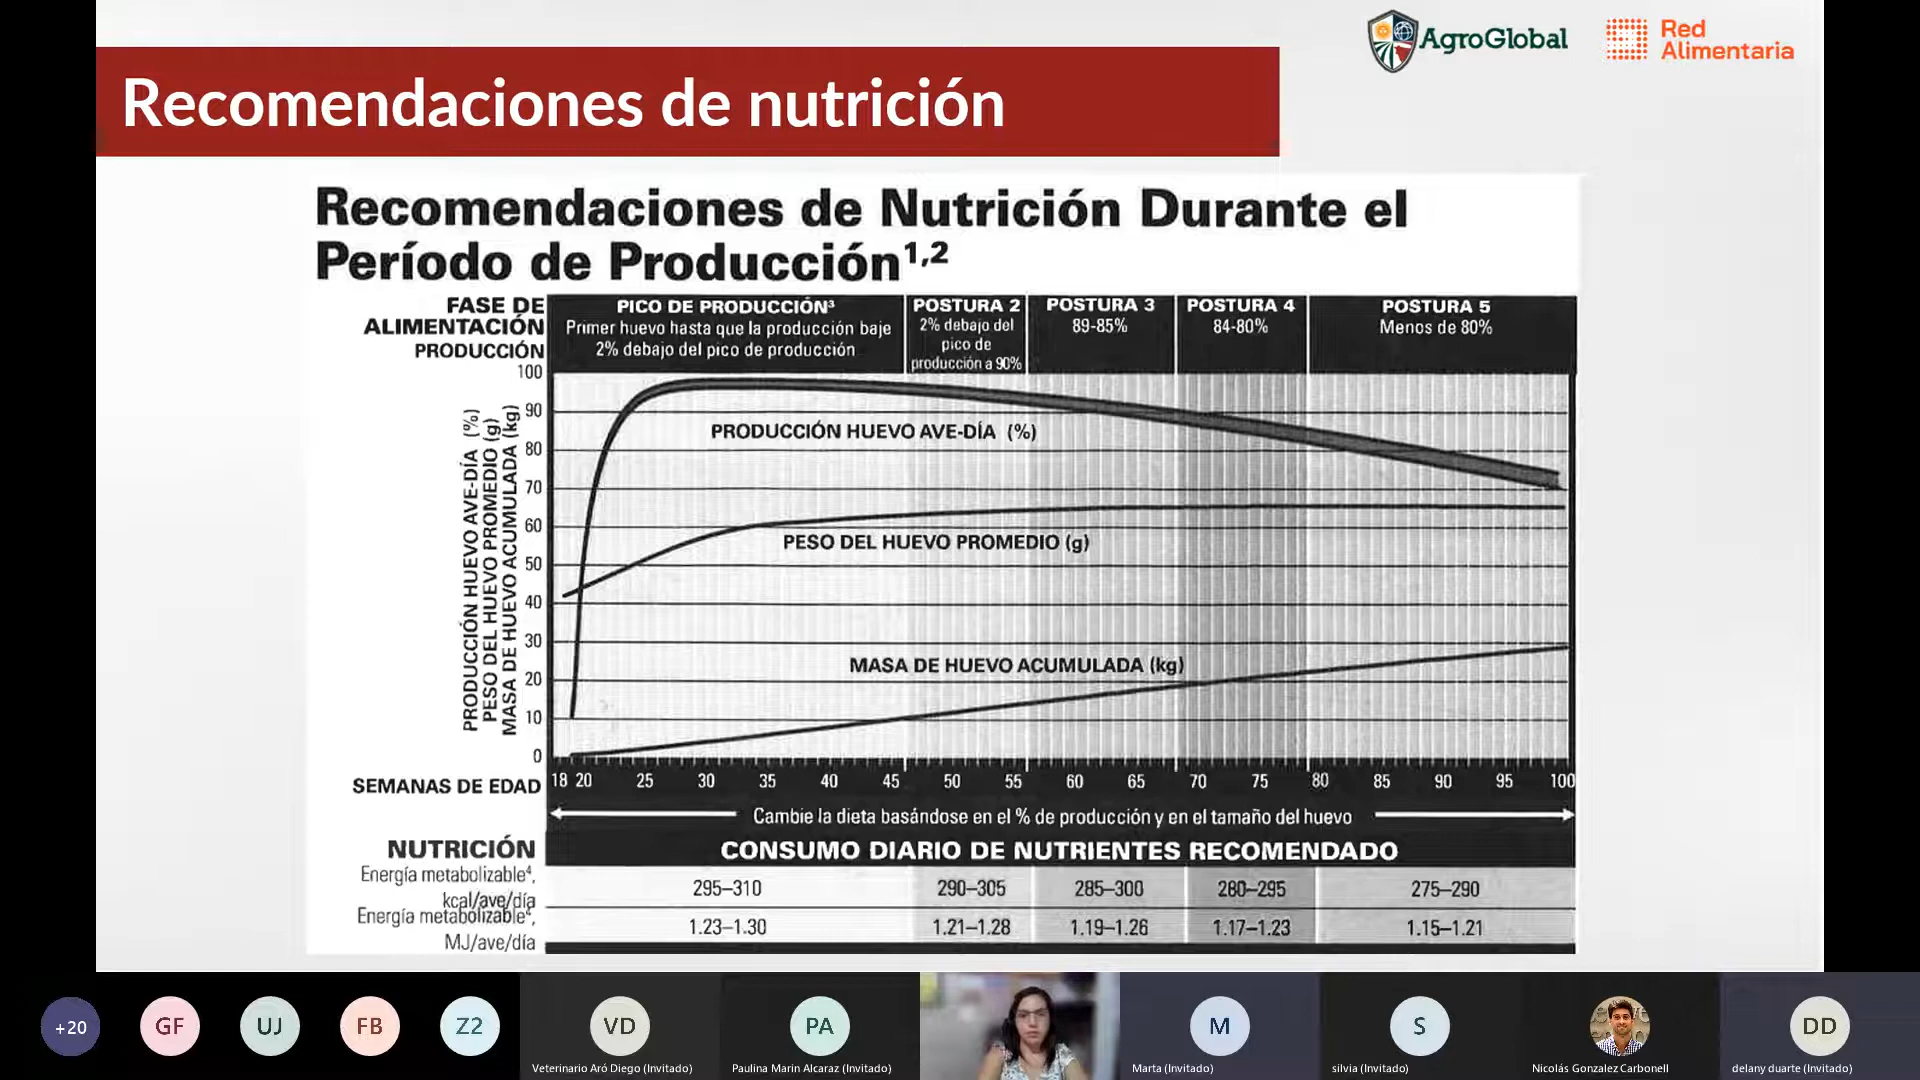 AgroGlobal
Red
Alimentaria
Recomendaciones de nutrición
Recomendaciones de Nutrición Durante el
Período de Producción¹,²
FASE DE
ALIMENTACIÓN
PRODUCCIÓN
PICO DE PRODUCCIÓN³
Primer huevo hasta que la producción baje
2% debajo del pico de producción
POSTURA 2
2% debajo del
pico de
producción a 90%
POSTURA 3
89-85%
POSTURA 4
84-80%
POSTURA 5
Menos de 80%
PRODUCCIÓN HUEVO AVE-DÍA (%)
PESO DEL HUEVO PROMEDIO (g)
MASA DE HUEVO ACUMULADA (kg)
100
90
80
70
60
50
40
30
20
10
0
PRODUCCIÓN HUEVO AVE-DÍA (%)
PESO DEL HUEVO PROMEDIO (g)
MASA DE HUEVO ACUMULADA (kg)
SEMANAS DE EDAD 18 20 25 30 35 40 45 50 55 60 65 70 75 80 85 90 95 100
Cambie la dieta basándose en el % de producción y en el tamaño del huevo
NUTRICIÓN CONSUMO DIARIO DE NUTRIENTES RECOMENDADO
Energía metabolizable⁴,
kcal/ave/día
295–310 290–305 285–300 280–295 275–290
Energía metabolizable⁴,
MJ/ave/día
1.23–1.30 1.21–1.28 1.19–1.26 1.17–1.23 1.15–1.21
+20 GF UJ FB Z2 VD PA M S DD
Veterinario Aró Diego (Invitado) Paulina Marin Alcaraz (Invitado) Marta (Invitado) silvia (Invitado) Nicolás Gonzalez Carbonell delany duarte (Invitado)